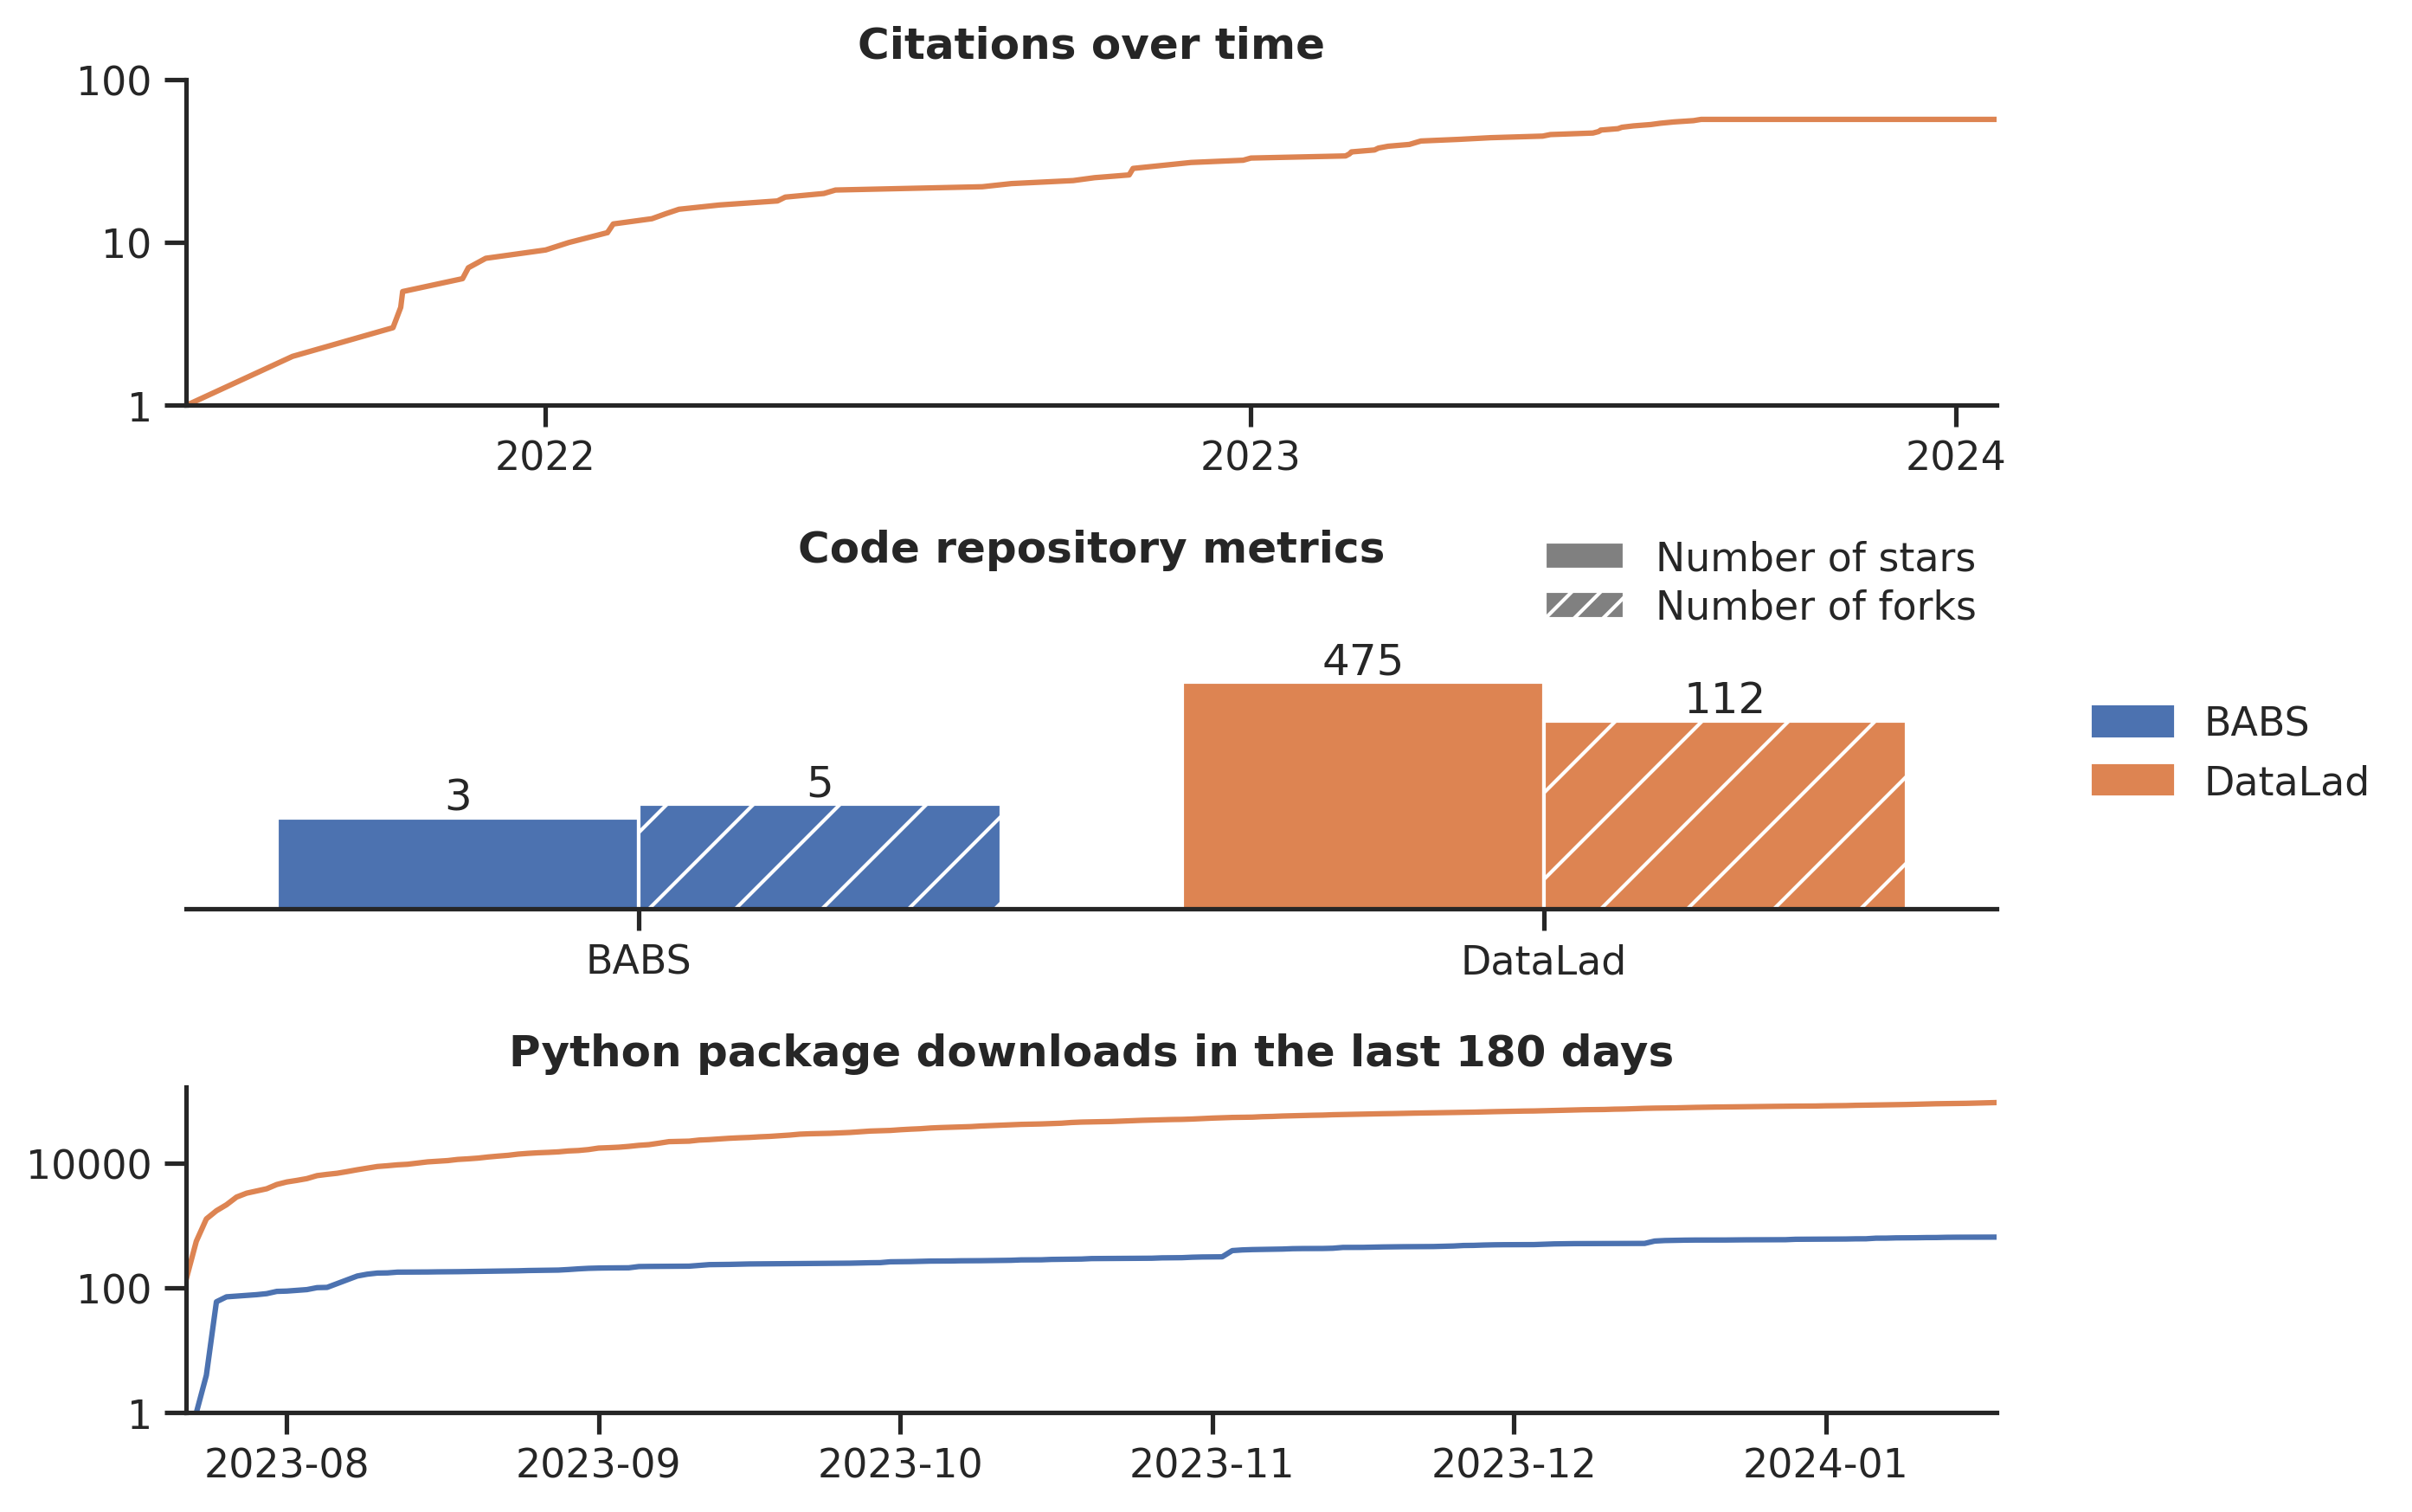 Citations over time
100
10
1
2022 2023 2024
Code repository metrics
Number of stars
Number of forks
475
112
3
5
BABS
DataLad
BABS DataLad
Python package downloads in the last 180 days
10000
100
1
2023-08 2023-09 2023-10 2023-11 2023-12 2024-01